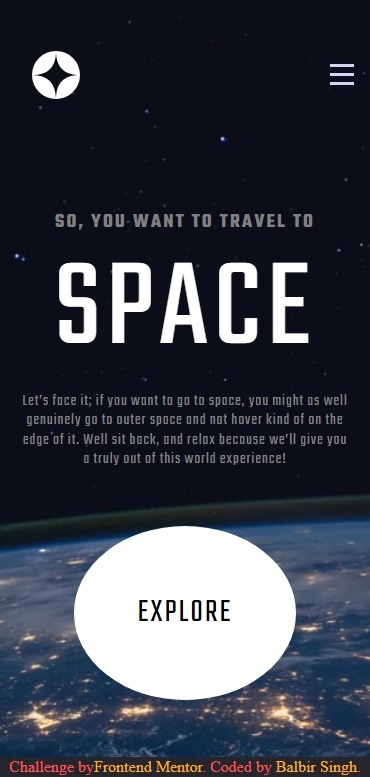 SO, YOU WANT TO TRAVEL TO
SPACE
Let's face it; if you want to go to space, you might as well
genuinely go to outer space and not hover kind of on the
edge of it. Well sit back, and relax because we'll give you
a truly out of this world experience!
EXPLORE
Challenge byFrontend Mentor. Coded by Balbir Singh.